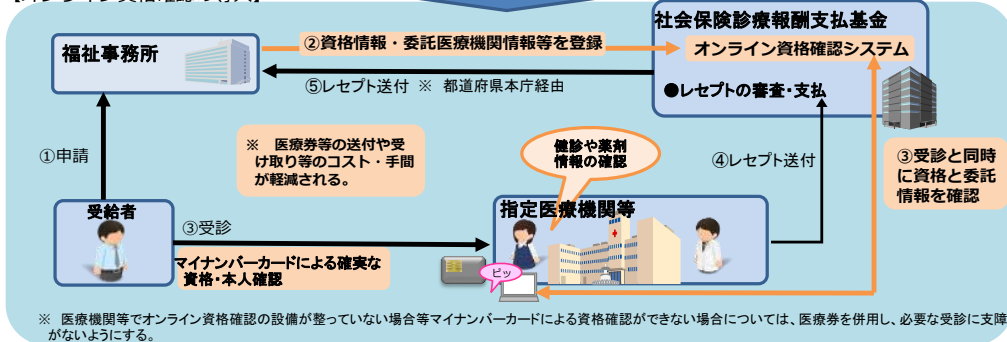 社会保険診療報酬支払基金
福祉事務所
②資格情報・委託医療機関情報等を登録
オンライン資格確認システム
⑤レセプト送付 ※ 都道府県本庁経由
●レセプトの審査・支払
①申請
※ 医療券等の送付や受
け取り等のコスト・手間
が軽減される。
健診や薬剤
情報の確認
④レセプト送付
③受診と同時
に資格と委託
情報を確認
受給者
③受診
指定医療機関等
マイナンバーカードによる確実な
資格・本人確認
ピッ
※ 医療機関等でオンライン資格確認の設備が整っていない場合等マイナンバーカードによる資格確認ができない場合については、医療券を併用し、必要な受診に支障
がないようにする。